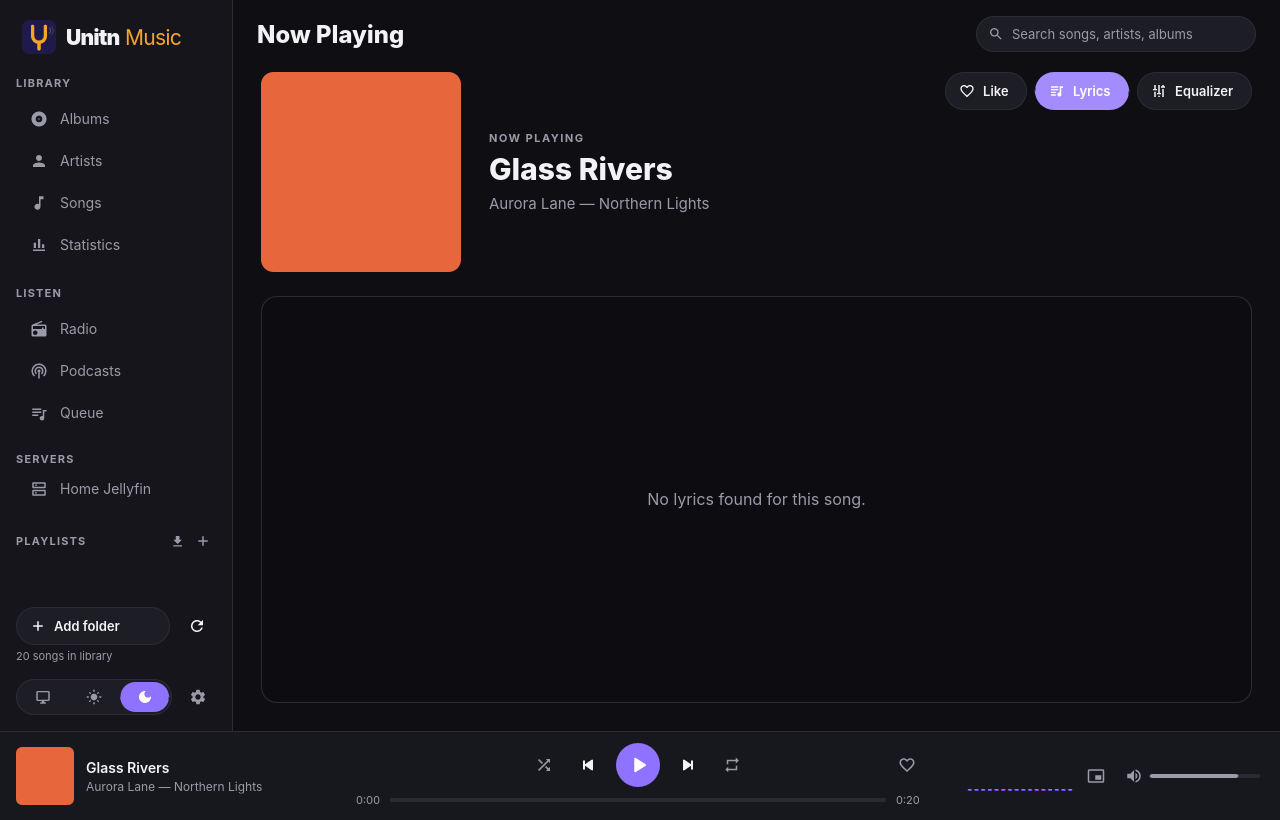 Unitn Music
LIBRARY
Albums
Artists
Songs
Statistics
LISTEN
Radio
Podcasts
Queue
SERVERS
Home Jellyfin
PLAYLISTS
Add folder
20 songs in library
Now Playing
Search songs, artists, albums
Like
Lyrics
Equalizer
NOW PLAYING
Glass Rivers
Aurora Lane — Northern Lights
No lyrics found for this song.
Glass Rivers
Aurora Lane — Northern Lights
0:00
0:20